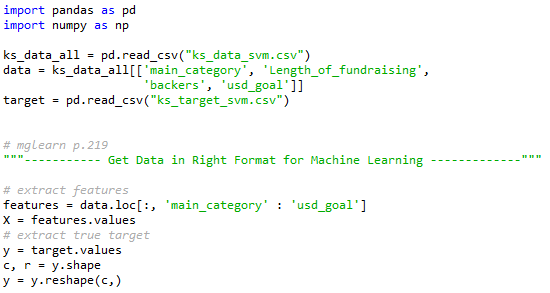 import pandas as pd
import numpy as np
ks_data_all = pd.read_csv("ks_data_svm.csv")
data = ks_data_all[['main_category', 'Length_of_fundraising',
'backers', 'usd_goal']]
target = pd.read_csv("ks_target_svm.csv")
# mglearn p.219
"""----------- Get Data in Right Format for Machine Learning -------------"""
# extract features
features = data.loc[:, 'main_category' : 'usd_goal']
X = features.values
# extract true target
y = target.values
c, r = y.shape
y = y.reshape(c,)